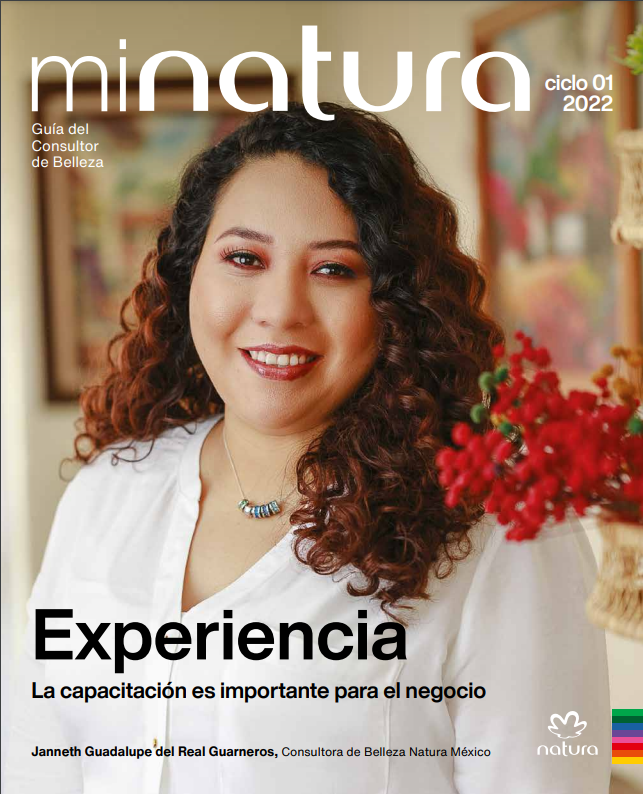 minatura
ciclo 01
2022
Guía del
Consultor
de Belleza
Experiencia
La capacitación es importante para el negocio
Janneth Guadalupe del Real Guarneros, Consultora de Belleza Natura México
natura